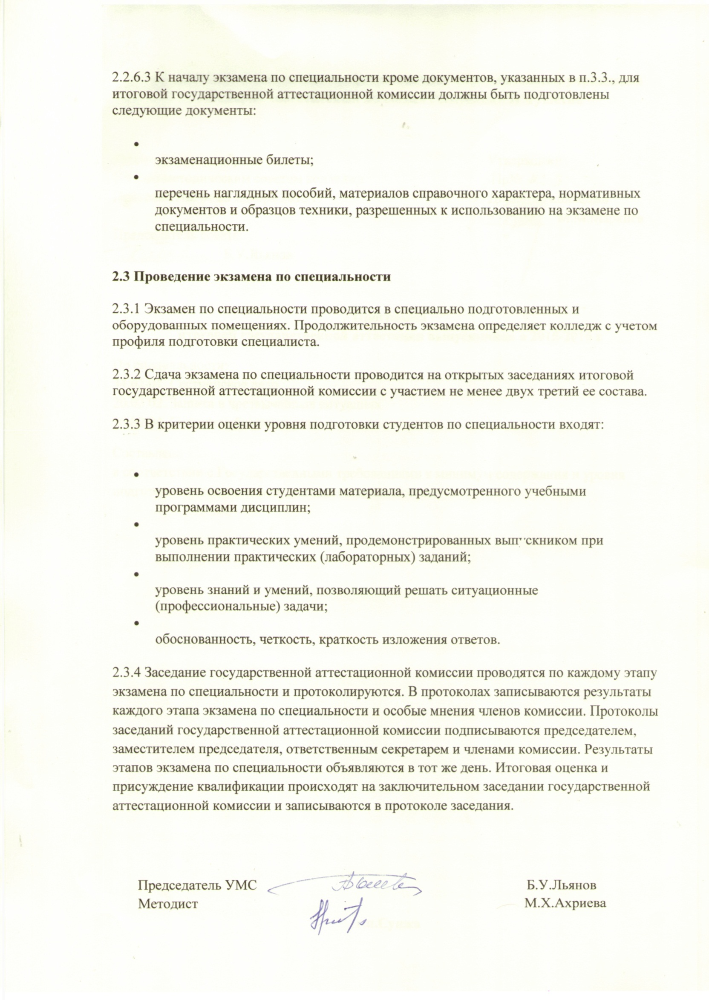 2.2.6.3 К началу экзамена по специальности кроме документов, указанных в п.3.3., для
итоговой государственной аттестационной комиссии должны быть подготовлены
следующие документы:
•
экзаменационные билеты;
•
перечень наглядных пособий, материалов справочного характера, нормативных
документов и образцов техники, разрешенных к использованию на экзамене по
специальности.
2.3 Проведение экзамена по специальности
2.3.1 Экзамен по специальности проводится в специально подготовленных и
оборудованных помещениях. Продолжительность экзамена определяет колледж с учетом
профиля подготовки специалиста.
2.3.2 Сдача экзамена по специальности проводится на открытых заседаниях итоговой
государственной аттестационной комиссии с участием не менее двух третий ее состава.
2.3.3 В критерии оценки уровня подготовки студентов по специальности входят:
•
уровень освоения студентами материала, предусмотренного учебными
программами дисциплин;
•
уровень практических умений, продемонстрированных выпускником при
выполнении практических (лабораторных) заданий;
•
уровень знаний и умений, позволяющий решать ситуационные
(профессиональные) задачи;
•
обоснованность, четкость, краткость изложения ответов.
2.3.4 Заседание государственной аттестационной комиссии проводятся по каждому этапу
экзамена по специальности и протоколируются. В протоколах записываются результаты
каждого этапа экзамена по специальности и особые мнения членов комиссии. Протоколы
заседаний государственной аттестационной комиссии подписываются председателем,
заместителем председателя, ответственным секретарем и членами комиссии. Результаты
этапов экзамена по специальности объявляются в тот же день. Итоговая оценка и
присуждение квалификации происходят на заключительном заседании государственной
аттестационной комиссии и записываются в протоколе заседания.
Председатель УМС Б.У.Льянов
Методист М.Х.Ахриева